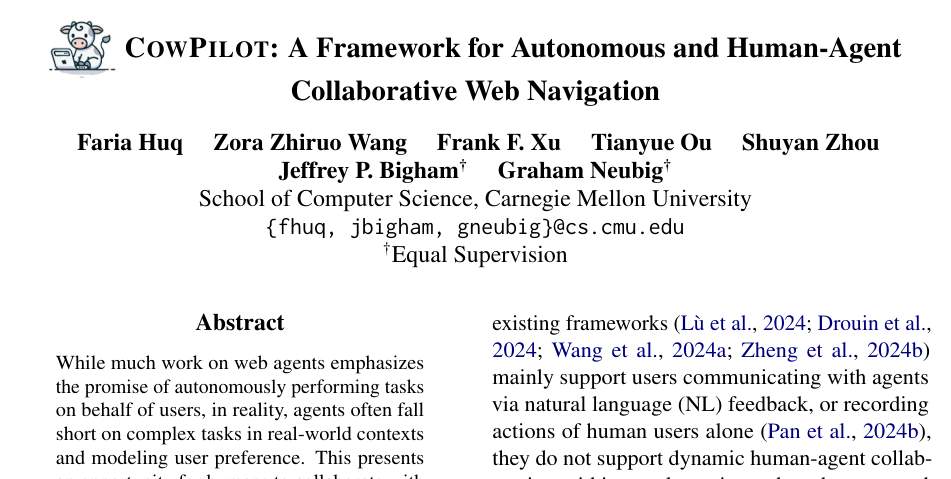 COWPILOT: A Framework for Autonomous and Human-Agent
Collaborative Web Navigation
Faria Huq Zora Zhiruo Wang Frank F. Xu Tianyue Ou Shuyan Zhou
Jeffrey P. Bigham† Graham Neubig†
School of Computer Science, Carnegie Mellon University
{fhuq, jbigham, gneubig}@cs.cmu.edu
†Equal Supervision
Abstract
While much work on web agents emphasizes
the promise of autonomously performing tasks
on behalf of users, in reality, agents often fall
short on complex tasks in real-world contexts
and modeling user preference. This presents
existing frameworks (Lù et al., 2024; Drouin et al.,
2024; Wang et al., 2024a; Zheng et al., 2024b)
mainly support users communicating with agents
via natural language (NL) feedback, or recording
actions of human users alone (Pan et al., 2024b),
they do not support dynamic human-agent collab-